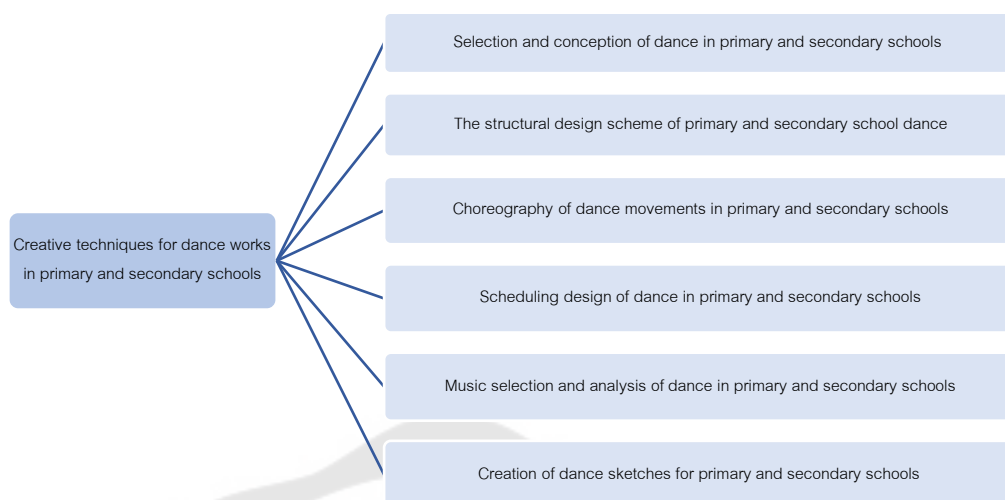 Selection and conception of dance in primary and secondary schools
The structural design scheme of primary and secondary school dance
Choreography of dance movements in primary and secondary schools
Creative techniques for dance works
in primary and secondary schools
Scheduling design of dance in primary and secondary schools
Music selection and analysis of dance in primary and secondary schools
Creation of dance sketches for primary and secondary schools